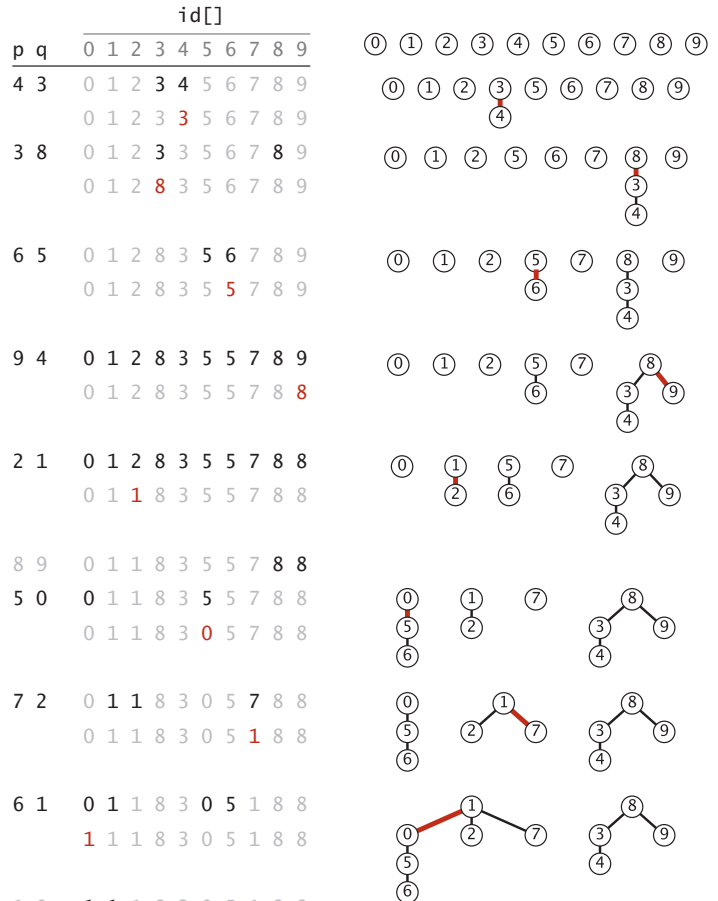 id[]
p q 0 1 2 3 4 5 6 7 8 9
0 1 2 3 4 5 6 7 8 9
4 3 0 1 2 3 4 5 6 7 8 9
0 1 2 3 5 6 7 8 9
4
0 1 2 3 3 5 6 7 8 9
3 8 0 1 2 3 3 5 6 7 8 9
0 1 2 5 6 7 8 9
3
4
0 1 2 8 3 5 6 7 8 9
6 5 0 1 2 8 3 5 6 7 8 9
0 1 2 5 7 8 9
6 3
4
0 1 2 8 3 5 5 7 8 9
9 4 0 1 2 8 3 5 5 7 8 9
0 1 2 5 7 8
6 3 9
4
0 1 2 8 3 5 5 7 8 8
2 1 0 1 2 8 3 5 5 7 8 8
0 1 5 7 8
2 6 3 9
4
0 1 1 8 3 5 5 7 8 8
8 9 0 1 1 8 3 5 5 7 8 8
5 0 0 1 1 8 3 5 5 7 8 8
0 1 7 8
5 2 3 9
6 4
0 1 1 8 3 0 5 7 8 8
7 2 0 1 1 8 3 0 5 7 8 8
0 1 8
5 2 7 3 9
6 4
0 1 1 8 3 0 5 1 8 8
6 1 0 1 1 8 3 0 5 1 8 8
1 8
0 2 7 3 9
5 4
6
1 1 1 8 3 0 5 1 8 8